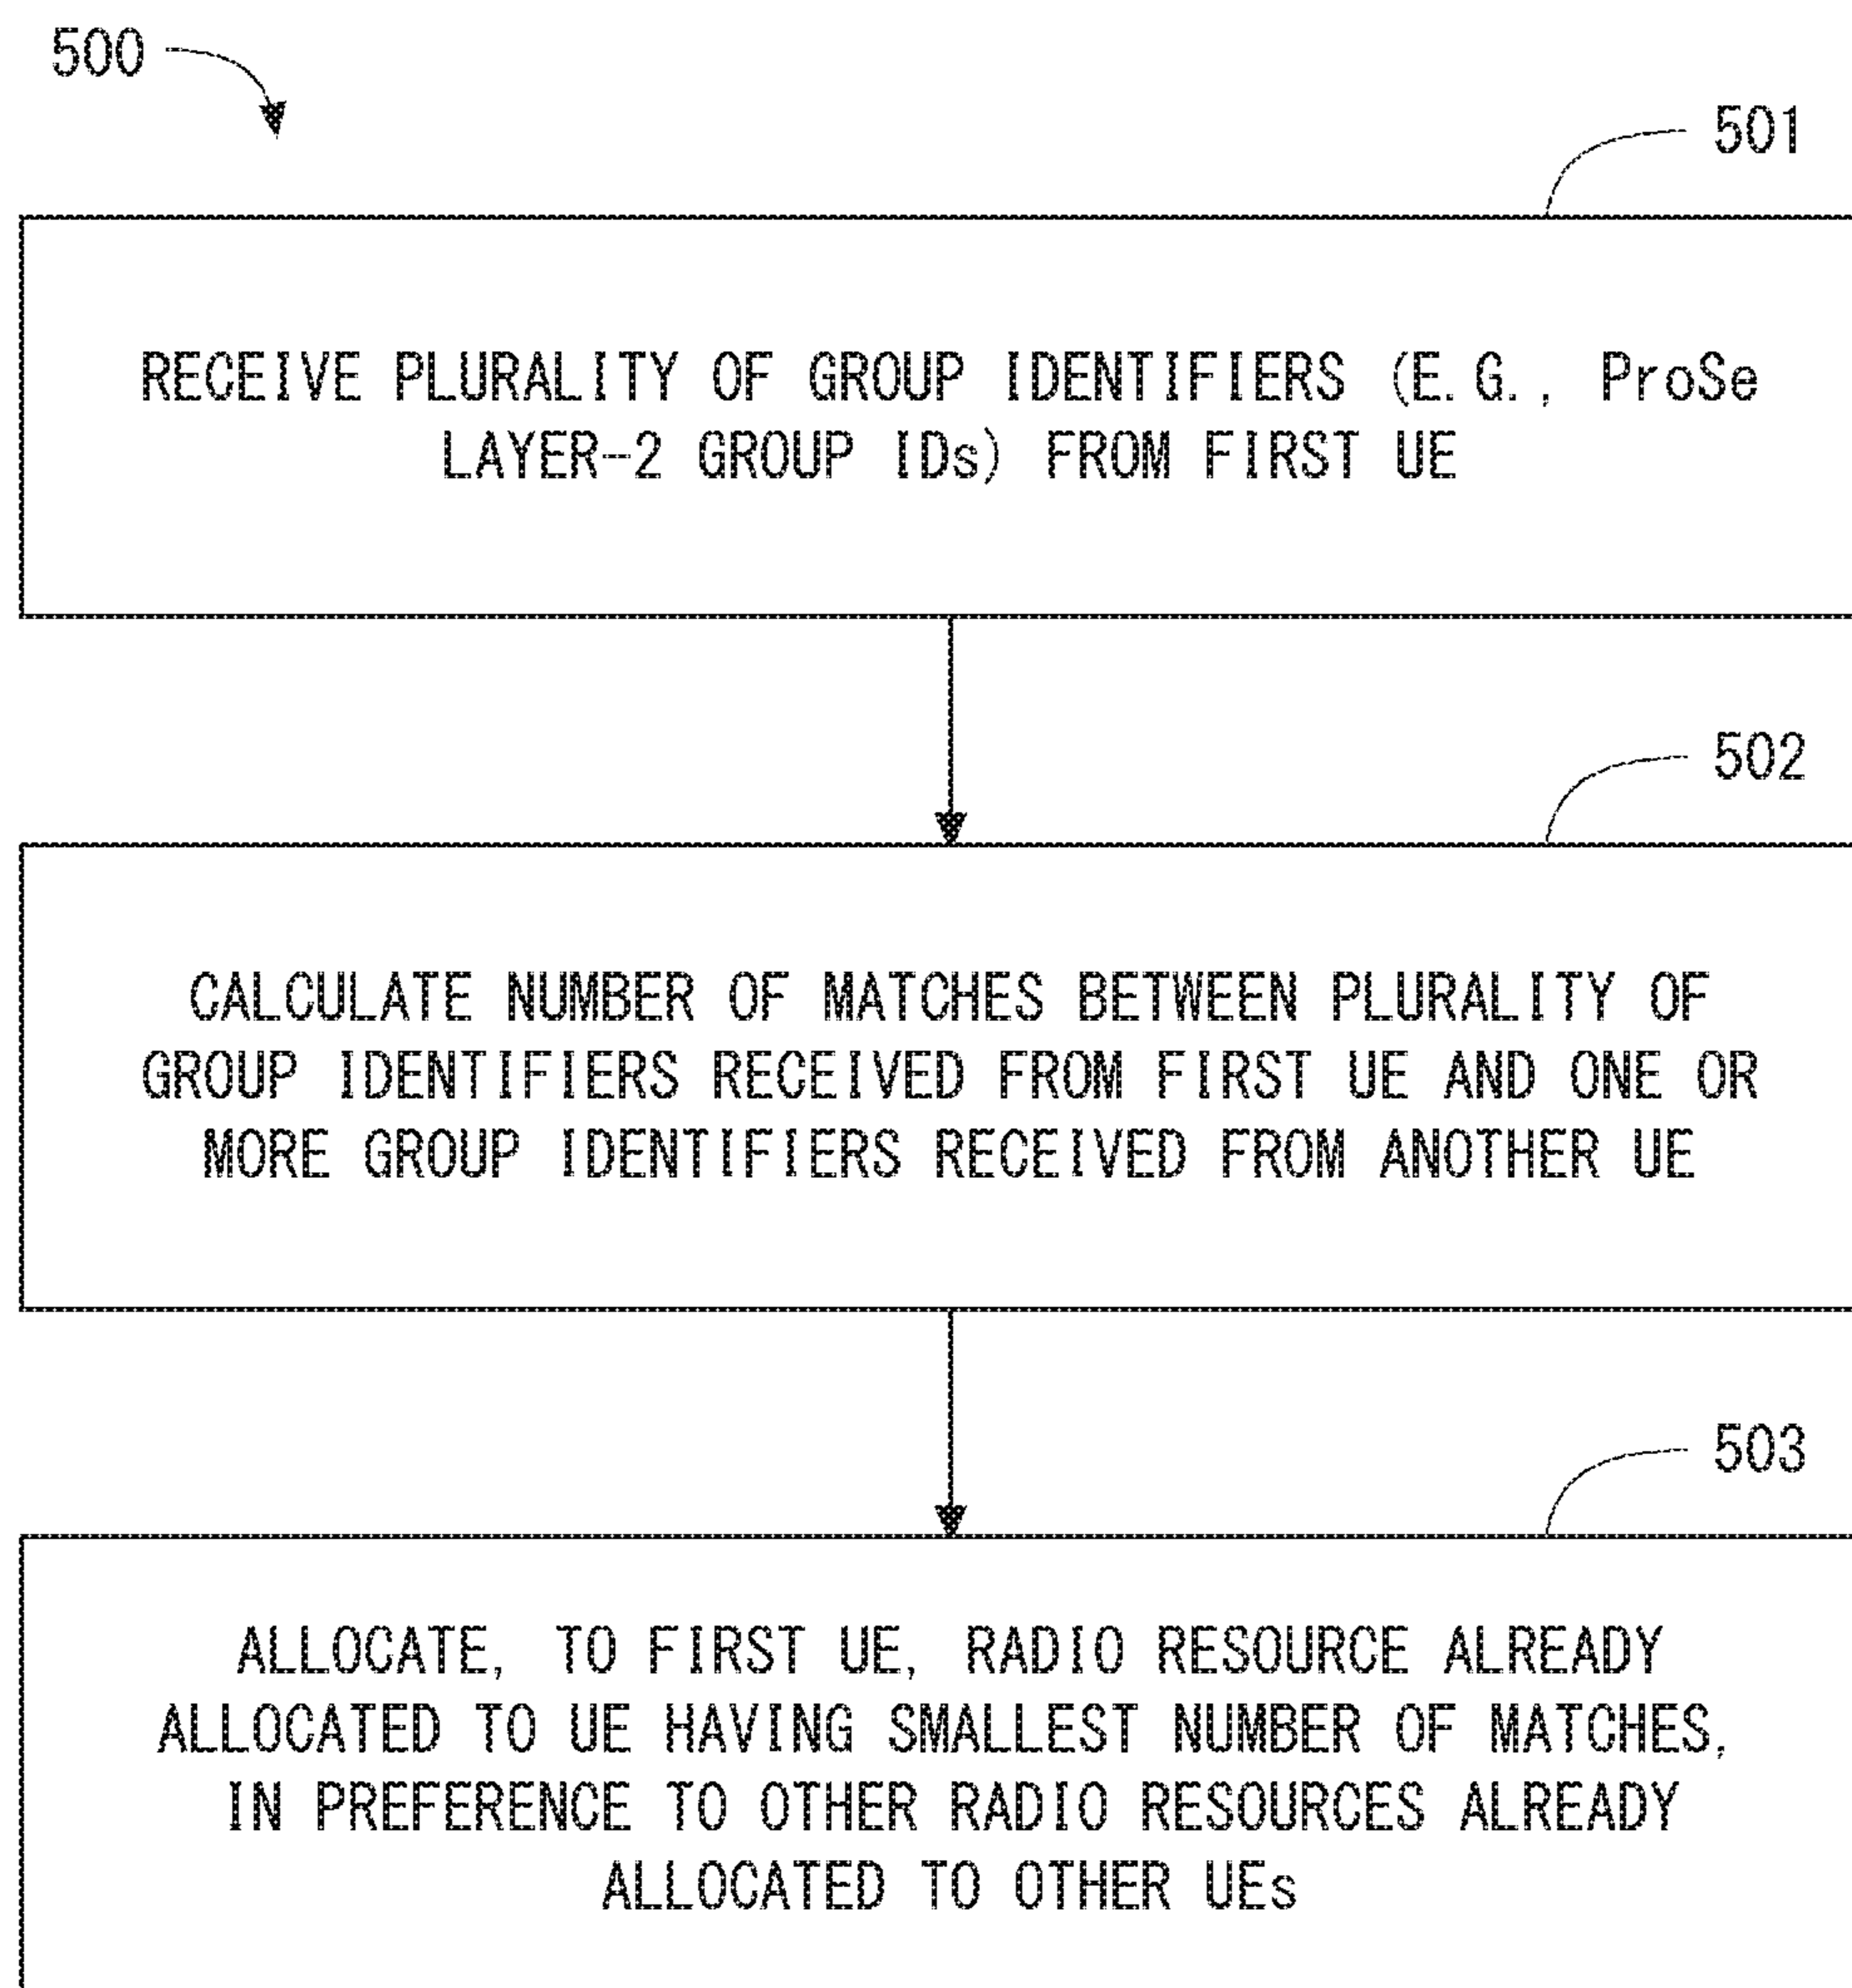 500
501
RECEIVE PLURALITY OF GROUP IDENTIFIERS (E.G., ProSe
LAYER-2 GROUP IDs) FROM FIRST UE
502
CALCULATE NUMBER OF MATCHES BETWEEN PLURALITY OF
GROUP IDENTIFIERS RECEIVED FROM FIRST UE AND ONE OR
MORE GROUP IDENTIFIERS RECEIVED FROM ANOTHER UE
503
ALLOCATE, TO FIRST UE, RADIO RESOURCE ALREADY
ALLOCATED TO UE HAVING SMALLEST NUMBER OF MATCHES,
IN PREFERENCE TO OTHER RADIO RESOURCES ALREADY
ALLOCATED TO OTHER UEs